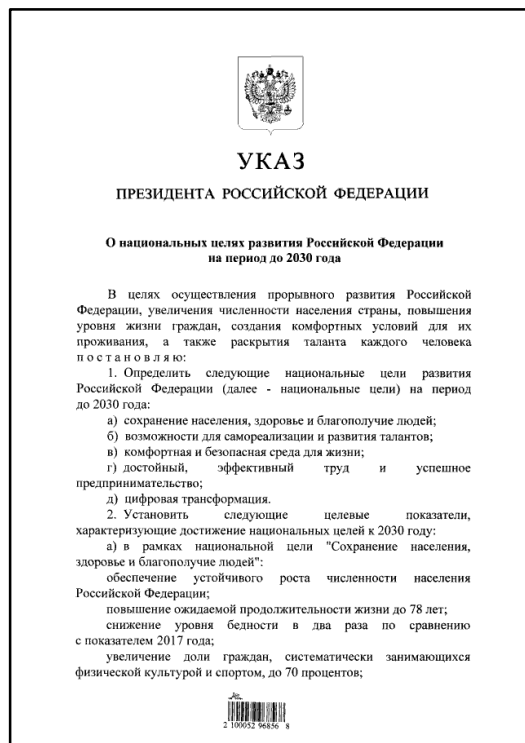 УКАЗ
ПРЕЗИДЕНТА РОССИЙСКОЙ ФЕДЕРАЦИИ
О национальных целях развития Российской Федерации
на период до 2030 года
В целях осуществления прорывного развития Российской
Федерации, увеличения численности населения страны, повышения
уровня жизни граждан, создания комфортных условий для их
проживания, а также раскрытия таланта каждого человека
п о с т а н о в л я ю:
1. Определить следующие национальные цели развития
Российской Федерации (далее - национальные цели) на период
до 2030 года:
а) сохранение населения, здоровье и благополучие людей;
б) возможности для самореализации и развития талантов;
в) комфортная и безопасная среда для жизни;
г) достойный, эффективный труд и успешное
предпринимательство;
д) цифровая трансформация.
2. Установить следующие целевые показатели,
характеризующие достижение национальных целей к 2030 году:
а) в рамках национальной цели "Сохранение населения,
здоровье и благополучие людей":
обеспечение устойчивого роста численности населения
Российской Федерации;
повышение ожидаемой продолжительности жизни до 78 лет;
снижение уровня бедности в два раза по сравнению
с показателем 2017 года;
увеличение доли граждан, систематически занимающихся
физической культурой и спортом, до 70 процентов;
2 100052 96856 8